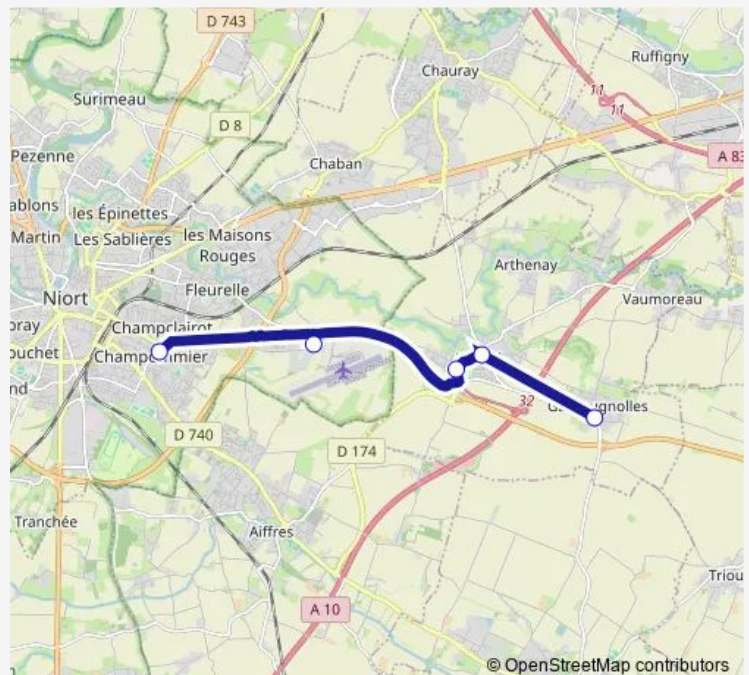 D 743
Ruffigny
Chauray
Surimeau
11
11
D 8
Pezenne
Chaban
A 83
ablons
les Épinettes
Martin
Les Sablières
les Maisons
Rouges
Arthenay
Fleurelle
Niort
Vaumoreau
Champclairot
oray
ouchet
nd
32
D 740
D 174
Tranchée
Aiffres
Triou
A 10
© OpenStreetMap contributors